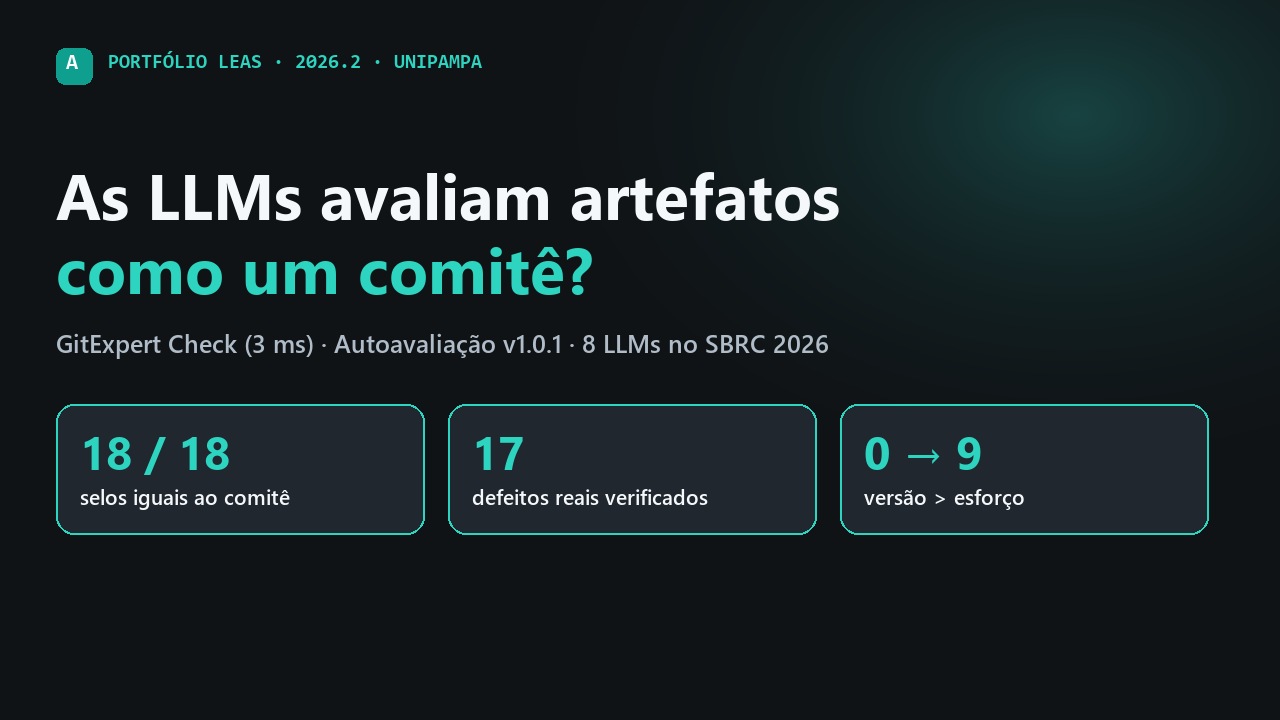 A PORTFÓLIO LEAS · 2026.2 · UNIPAMPA
As LLMs avaliam artefatos
como um comitê?
GitExpert Check (3 ms) · Autoavaliação v1.0.1 · 8 LLMs no SBRC 2026
18 / 18
selos iguais ao comitê
17
defeitos reais verificados
0 → 9
versão > esforço